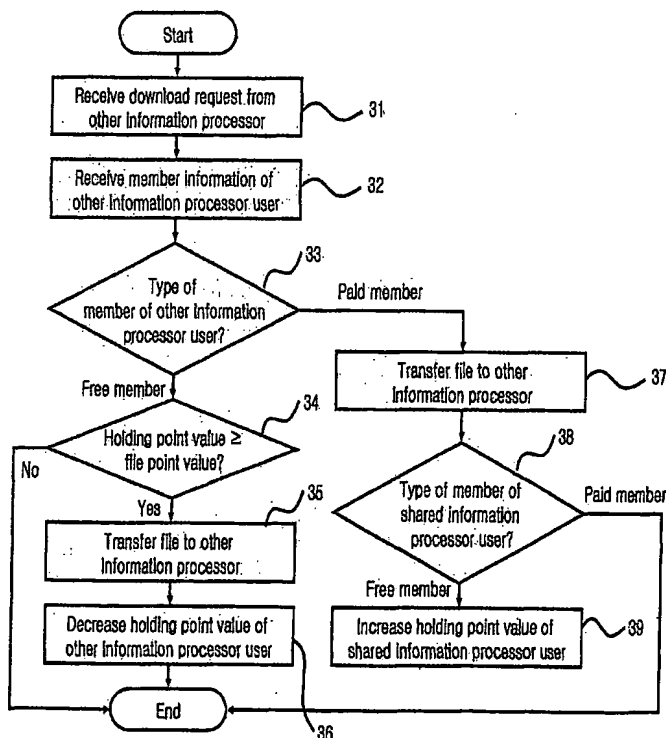 Start
Receive download request from
other information processor
31
Receive member information of
other information processor user
32
33
Type of
member of other information
processor user?
Paid member
Free member
34
Holding point value ≥
file point value?
No
Yes
35
Transfer file to other
information processor
Decrease holding point value of
other information processor user
36
End
Transfer file to other
information processor
37
38
Type of member of
shared information
processor user?
Paid member
Free member
Increase holding point value of
shared information processor user
39